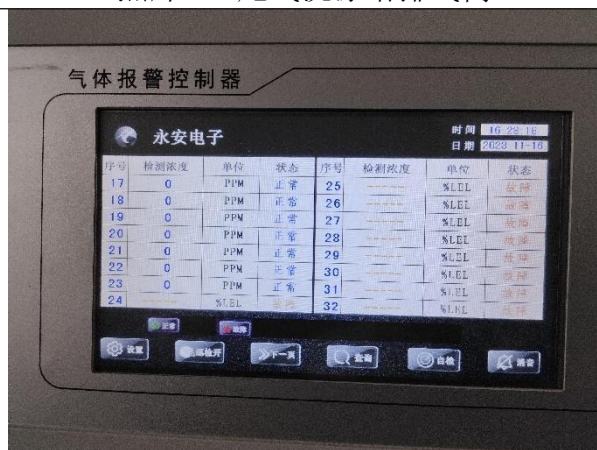 气体报警控制器
永安电子
时间 16:28:18
日期 2023-11-16
序号 检测浓度 单位 状态 序号 检测浓度 单位 状态
17 0 PPM 正常 25 ----- %LEL 故障
18 0 PPM 正常 26 ----- %LEL 故障
19 0 PPM 正常 27 ----- %LEL 故障
20 0 PPM 正常 28 ----- %LEL 故障
21 0 PPM 正常 29 ----- %LEL 故障
22 0 PPM 正常 30 ----- %LEL 故障
23 0 PPM 正常 31 ----- %LEL 故障
24 ----- %LEL 故障 32 ----- %LEL 故障
正常 故障
设置 巡检开 下一页 查询 自检 消音